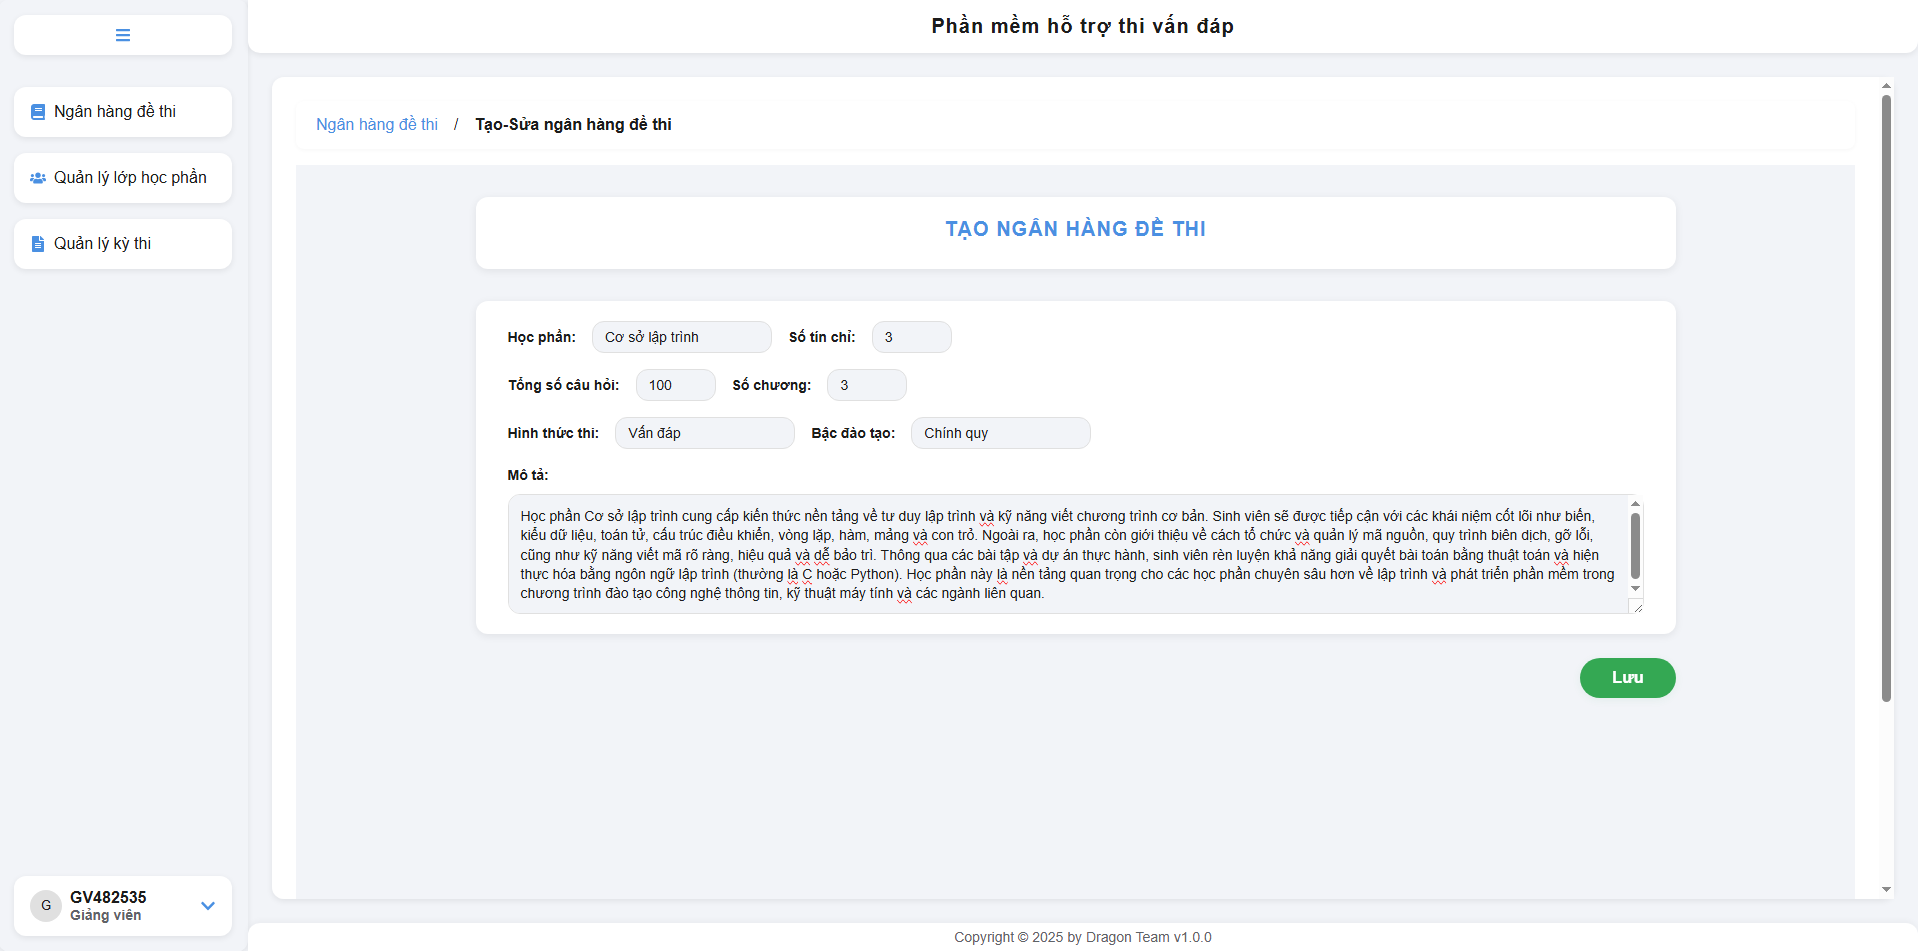 Phần mềm hỗ trợ thi vấn đáp
Ngân hàng đề thi
Quản lý lớp học phần
Quản lý kỳ thi
Ngân hàng đề thi / Tạo-Sửa ngân hàng đề thi
TẠO NGÂN HÀNG ĐỀ THI
Học phần: Cơ sở lập trình Số tín chỉ: 3
Tổng số câu hỏi: 100 Số chương: 3
Hình thức thi: Vấn đáp Bậc đào tạo: Chính quy
Mô tả:
Học phần Cơ sở lập trình cung cấp kiến thức nền tảng về tư duy lập trình và kỹ năng viết chương trình cơ bản. Sinh viên sẽ được tiếp cận với các khái niệm cốt lõi như biến,
kiểu dữ liệu, toán tử, cấu trúc điều khiển, vòng lặp, hàm, mảng và con trỏ. Ngoài ra, học phần còn giới thiệu về cách tổ chức và quản lý mã nguồn, quy trình biên dịch, gỡ lỗi,
cũng như kỹ năng viết mã rõ ràng, hiệu quả và dễ bảo trì. Thông qua các bài tập và dự án thực hành, sinh viên rèn luyện khả năng giải quyết bài toán bằng thuật toán và hiện
thực hóa bằng ngôn ngữ lập trình (thường là C hoặc Python). Học phần này là nền tảng quan trọng cho các học phần chuyên sâu hơn về lập trình và phát triển phần mềm trong
chương trình đào tạo công nghệ thông tin, kỹ thuật máy tính và các ngành liên quan.
Lưu
G
GV482535
Giảng viên
Copyright © 2025 by Dragon Team v1.0.0